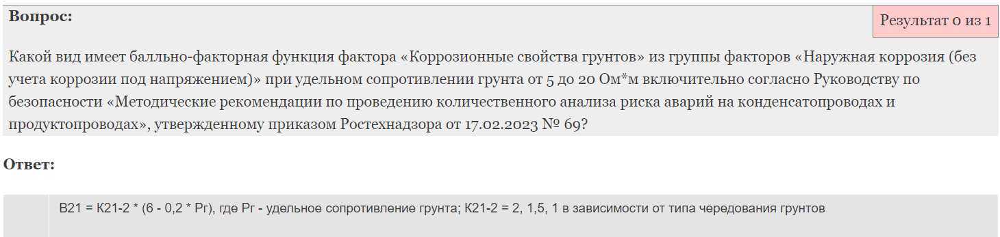 Вопрос:
Результат 0 из 1
Какой вид имеет балльно-факторная функция фактора «Коррозионные свойства грунтов» из группы факторов «Наружная коррозия (без
учета коррозии под напряжением)» при удельном сопротивлении грунта от 5 до 20 Ом*м включительно согласно Руководству по
безопасности «Методические рекомендации по проведению количественного анализа риска аварий на конденсатопроводах и
продуктопроводах», утвержденному приказом Ростехнадзора от 17.02.2023 № 69?
Ответ:
B21 = К21-2 * (6 - 0,2 * Рг), где Рг - удельное сопротивление грунта; К21-2 = 2, 1,5, 1 в зависимости от типа чередования грунтов